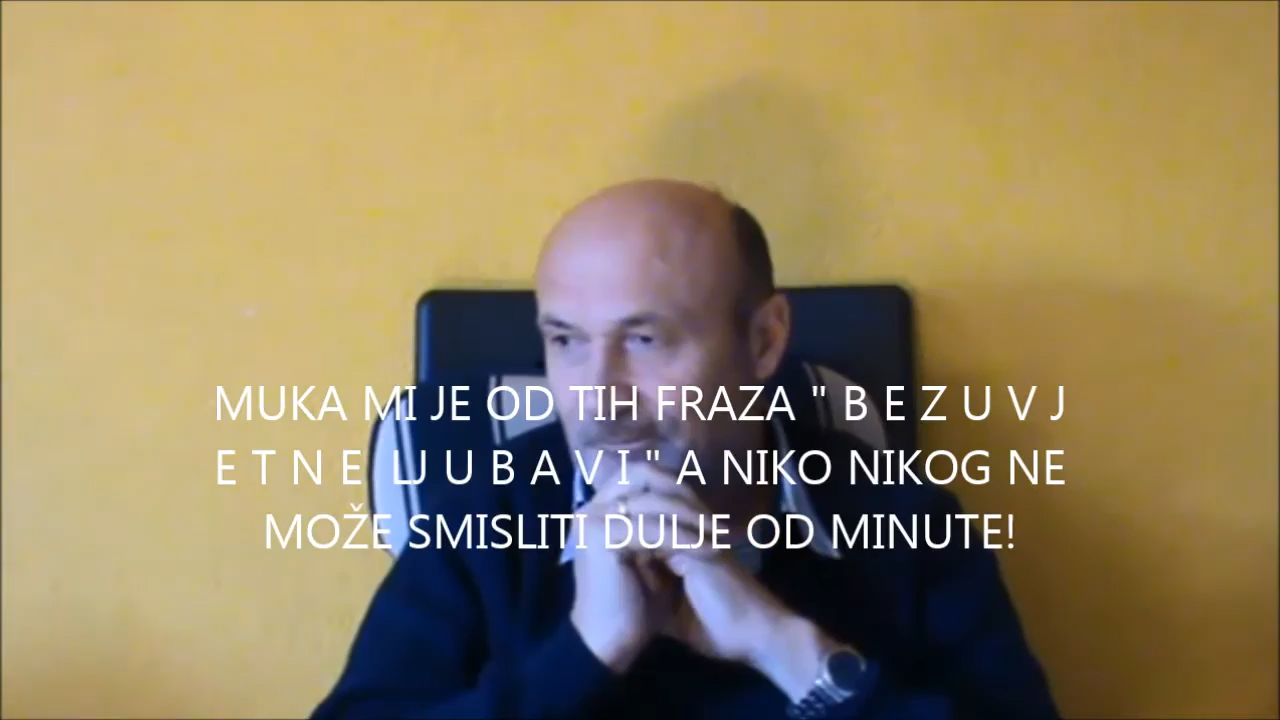 MUKA MI JE OD TIH FRAZA " B E Z U V J
E T N E  LJ U B A V I " A NIKO NIKOG NE
MOŽE SMISLITI DULJE OD MINUTE!